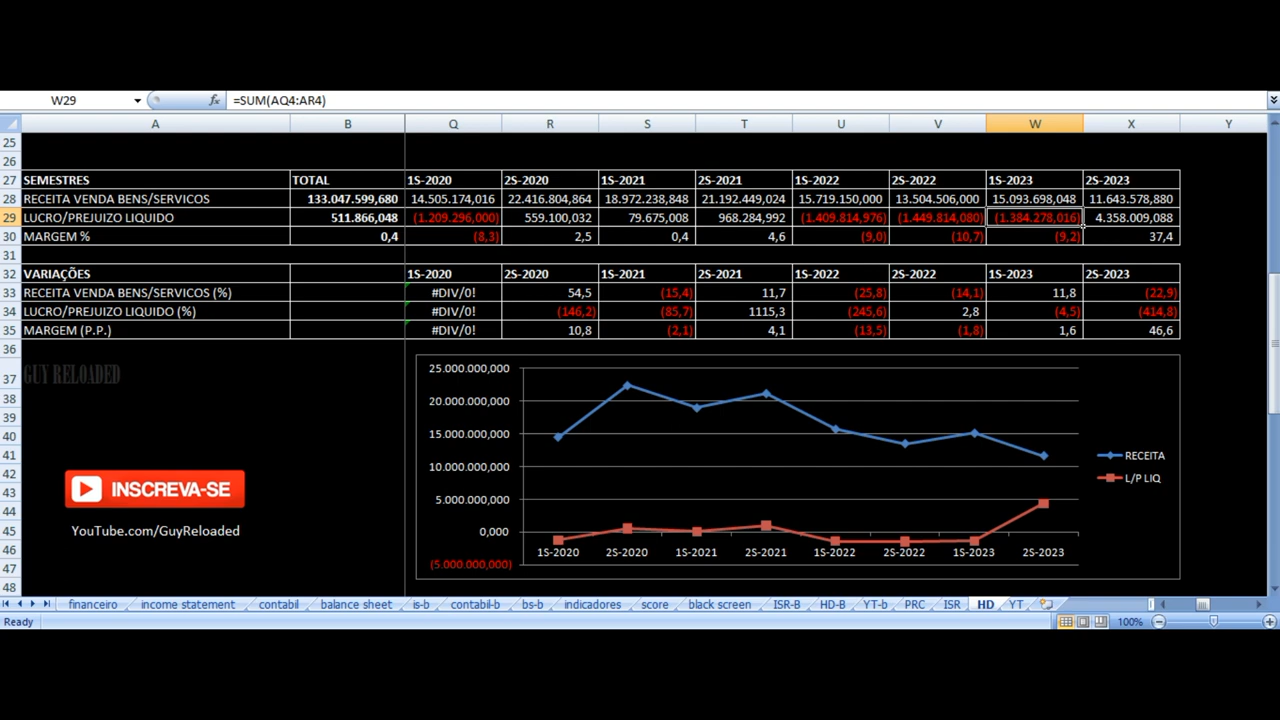 W29 fx =SUM(AQ4:AR4)
A B Q R S T U V W X Y
25
26
27 SEMESTRES TOTAL 1S-2020 2S-2020 1S-2021 2S-2021 1S-2022 2S-2022 1S-2023 2S-2023
28 RECEITA VENDA BENS/SERVICOS 133.047.599,680 14.505.174,016 22.416.804,864 18.972.238,848 21.192.449,024 15.719.150,000 13.504.506,000 15.093.698,048 11.643.578,880
29 LUCRO/PREJUIZO LIQUIDO 511.866,048 (1.209.296,000) 559.100,032 79.675,008 968.284,992 (1.409.814,976) (1.449.814,080) (1.384.278,016) 4.358.009,088
30 MARGEM % 0,4 (8,3) 2,5 0,4 4,6 (9,0) (10,7) (9,2) 37,4
31
32 VARIAÇÕES 1S-2020 2S-2020 1S-2021 2S-2021 1S-2022 2S-2022 1S-2023 2S-2023
33 RECEITA VENDA BENS/SERVICOS (%) #DIV/0! 54,5 (15,4) 11,7 (25,8) (14,1) 11,8 (22,9)
34 LUCRO/PREJUIZO LIQUIDO (%) #DIV/0! (146,2) (85,7) 1115,3 (245,6) 2,8 (4,5) (414,8)
35 MARGEM (P.P.) #DIV/0! 10,8 (2,1) 4,1 (13,5) (1,8) 1,6 46,6
36
37 GUY RELOADED
38
39
40
41
42
43
44
45
46
47
48
25.000.000,000
20.000.000,000
15.000.000,000
10.000.000,000
5.000.000,000
0,000
(5.000.000,000)
1S-2020 2S-2020 1S-2021 2S-2021 1S-2022 2S-2022 1S-2023 2S-2023
RECEITA
L/P LIQ
INSCREVA-SE
YouTube.com/GuyReloaded
financeiro income statement contabil balance sheet is-b contabil-b bs-b indicadores score black screen ISR-B HD-B YT-b PRC ISR HD YT
Ready 100%